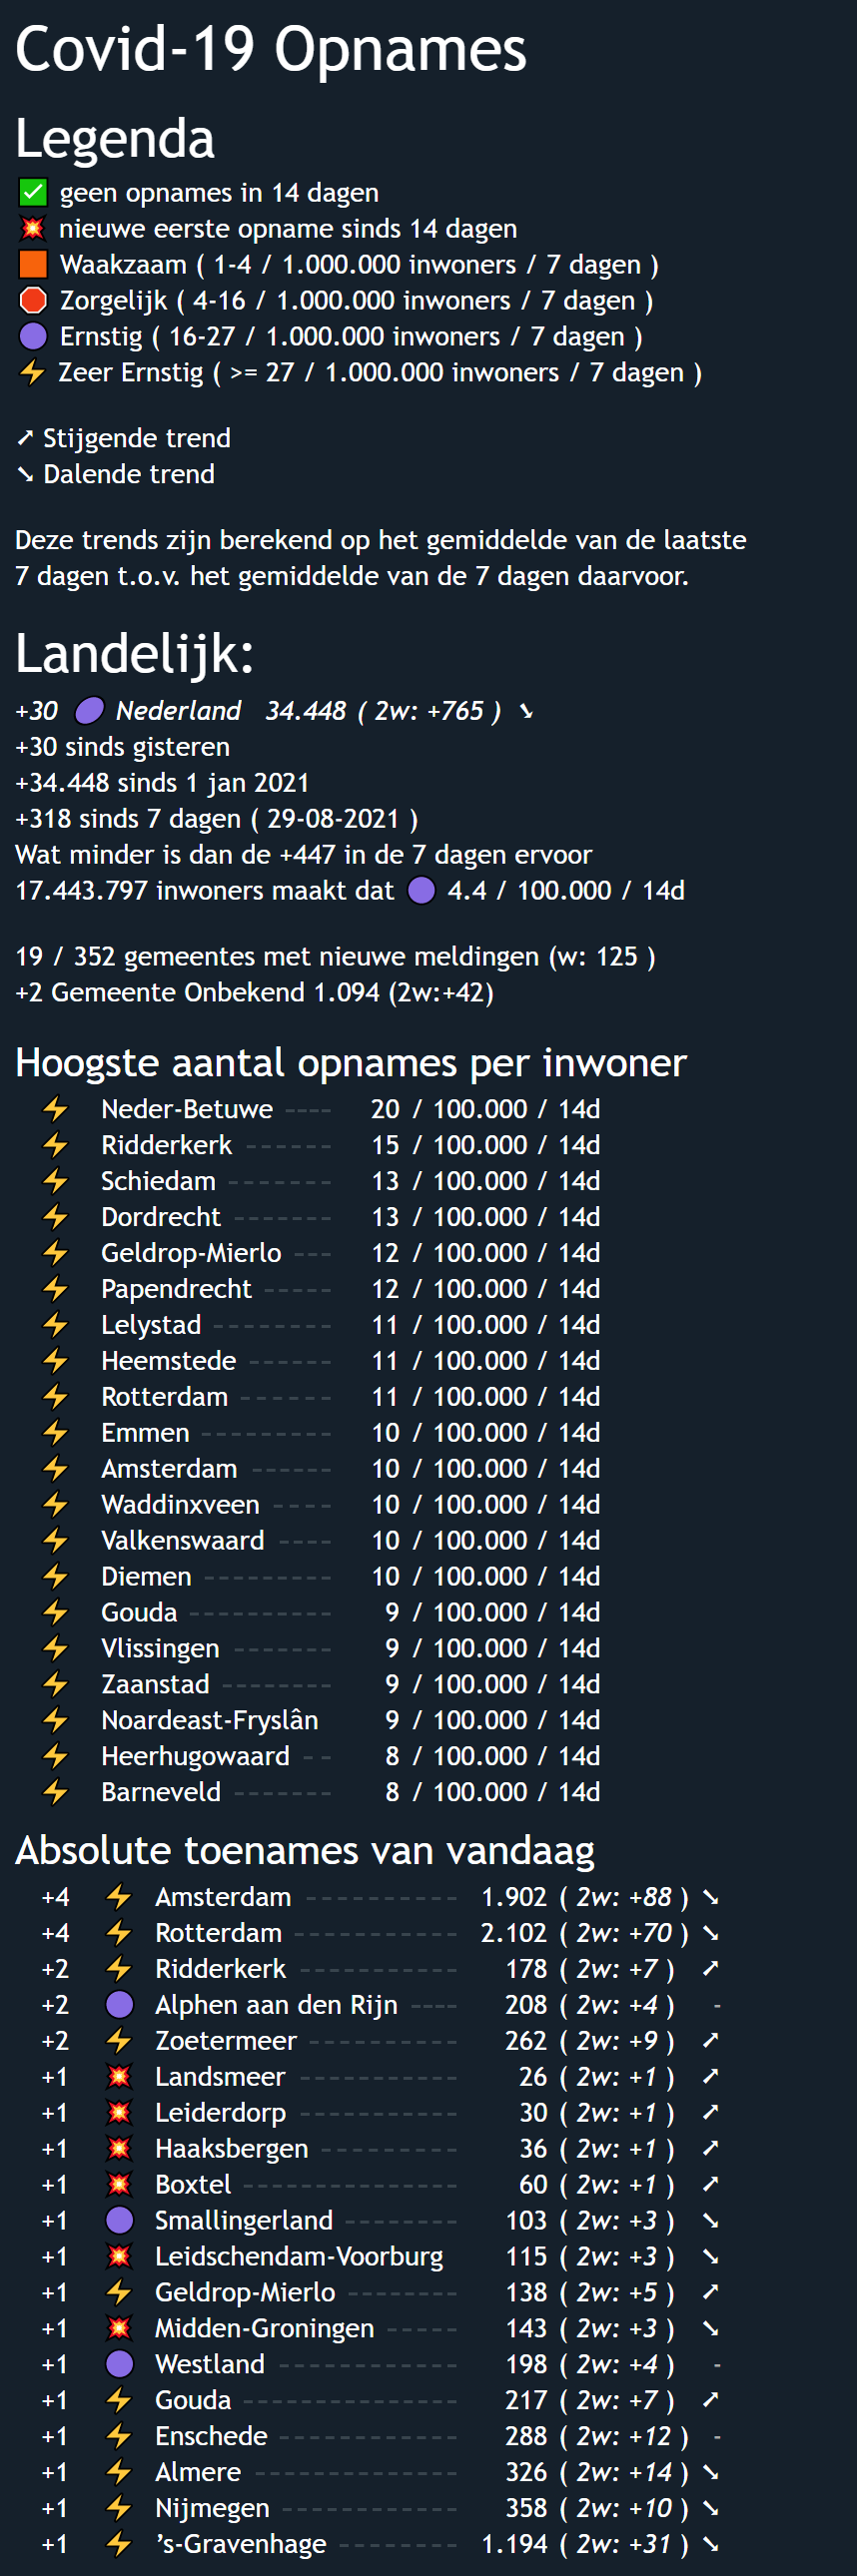 Covid-19 Opnames
Legenda
✅ geen opnames in 14 dagen
💥 nieuwe eerste opname sinds 14 dagen
🟧 Waakzaam ( 1-4 / 1.000.000 inwoners / 7 dagen )
🛑 Zorgelijk ( 4-16 / 1.000.000 inwoners / 7 dagen )
🟣 Ernstig ( 16-27 / 1.000.000 inwoners / 7 dagen )
⚡ Zeer Ernstig ( >= 27 / 1.000.000 inwoners / 7 dagen )
➚ Stijgende trend
➘ Dalende trend
Deze trends zijn berekend op het gemiddelde van de laatste
7 dagen t.o.v. het gemiddelde van de 7 dagen daarvoor.
Landelijk:
+30 🟣 Nederland 34.448 ( 2w: +765 ) ➘
+30 sinds gisteren
+34.448 sinds 1 jan 2021
+318 sinds 7 dagen ( 29-08-2021 )
Wat minder is dan de +447 in de 7 dagen ervoor
17.443.797 inwoners maakt dat 🟣 4.4 / 100.000 / 14d
19 / 352 gemeentes met nieuwe meldingen (w: 125 )
+2 Gemeente Onbekend 1.094 (2w:+42)
Hoogste aantal opnames per inwoner
⚡ Neder-Betuwe ---- 20 / 100.000 / 14d
⚡ Ridderkerk ------ 15 / 100.000 / 14d
⚡ Schiedam ------- 13 / 100.000 / 14d
⚡ Dordrecht ------- 13 / 100.000 / 14d
⚡ Geldrop-Mierlo --- 12 / 100.000 / 14d
⚡ Papendrecht ----- 12 / 100.000 / 14d
⚡ Lelystad -------- 11 / 100.000 / 14d
⚡ Heemstede ------ 11 / 100.000 / 14d
⚡ Rotterdam ------ 11 / 100.000 / 14d
⚡ Emmen --------- 10 / 100.000 / 14d
⚡ Amsterdam ------ 10 / 100.000 / 14d
⚡ Waddinxveen ---- 10 / 100.000 / 14d
⚡ Valkenswaard ---- 10 / 100.000 / 14d
⚡ Diemen --------- 10 / 100.000 / 14d
⚡ Gouda ---------- 9 / 100.000 / 14d
⚡ Vlissingen ------- 9 / 100.000 / 14d
⚡ Zaanstad -------- 9 / 100.000 / 14d
⚡ Noardeast-Fryslân 9 / 100.000 / 14d
⚡ Heerhugowaard -- 8 / 100.000 / 14d
⚡ Barneveld ------- 8 / 100.000 / 14d
Absolute toenames van vandaag
+4 ⚡ Amsterdam ---------- 1.902 ( 2w: +88 ) ➘
+4 ⚡ Rotterdam ----------- 2.102 ( 2w: +70 ) ➘
+2 ⚡ Ridderkerk ---------- 178 ( 2w: +7 ) ➚
+2 🟣 Alphen aan den Rijn ---- 208 ( 2w: +4 ) -
+2 ⚡ Zoetermeer ---------- 262 ( 2w: +9 ) ➚
+1 💥 Landsmeer ---------- 26 ( 2w: +1 ) ➚
+1 💥 Leiderdorp ---------- 30 ( 2w: +1 ) ➚
+1 💥 Haaksbergen --------- 36 ( 2w: +1 ) ➚
+1 💥 Boxtel -------------- 60 ( 2w: +1 ) ➚
+1 🟣 Smallingerland ------- 103 ( 2w: +3 ) ➘
+1 💥 Leidschendam-Voorburg 115 ( 2w: +3 ) ➘
+1 ⚡ Geldrop-Mierlo ------- 138 ( 2w: +5 ) ➚
+1 💥 Midden-Groningen ----- 143 ( 2w: +3 ) ➘
+1 🟣 Westland ------------ 198 ( 2w: +4 ) -
+1 ⚡ Gouda -------------- 217 ( 2w: +7 ) ➚
+1 ⚡ Enschede ------------ 288 ( 2w: +12 ) -
+1 ⚡ Almere -------------- 326 ( 2w: +14 ) ➘
+1 ⚡ Nijmegen ------------ 358 ( 2w: +10 ) ➘
+1 ⚡ ’s-Gravenhage -------- 1.194 ( 2w: +31 ) ➘